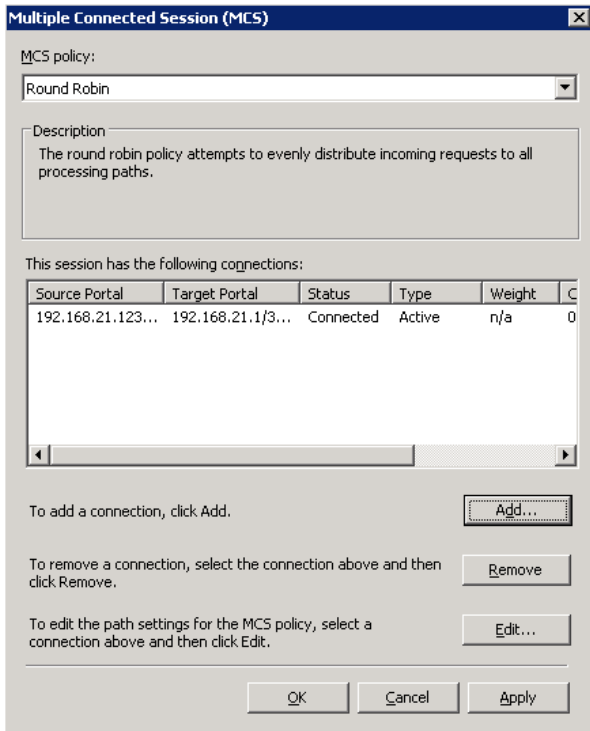 Multiple Connected Session (MCS)
MCS policy:
Round Robin
Description
The round robin policy attempts to evenly distribute incoming requests to all
processing paths.
This session has the following connections:
Source Portal Target Portal Status Type Weight C
192.168.21.123... 192.168.21.1/3... Connected Active n/a 0
To add a connection, click Add.
Add...
To remove a connection, select the connection above and then
click Remove.
Remove
To edit the path settings for the MCS policy, select a
connection above and then click Edit.
Edit...
OK Cancel Apply